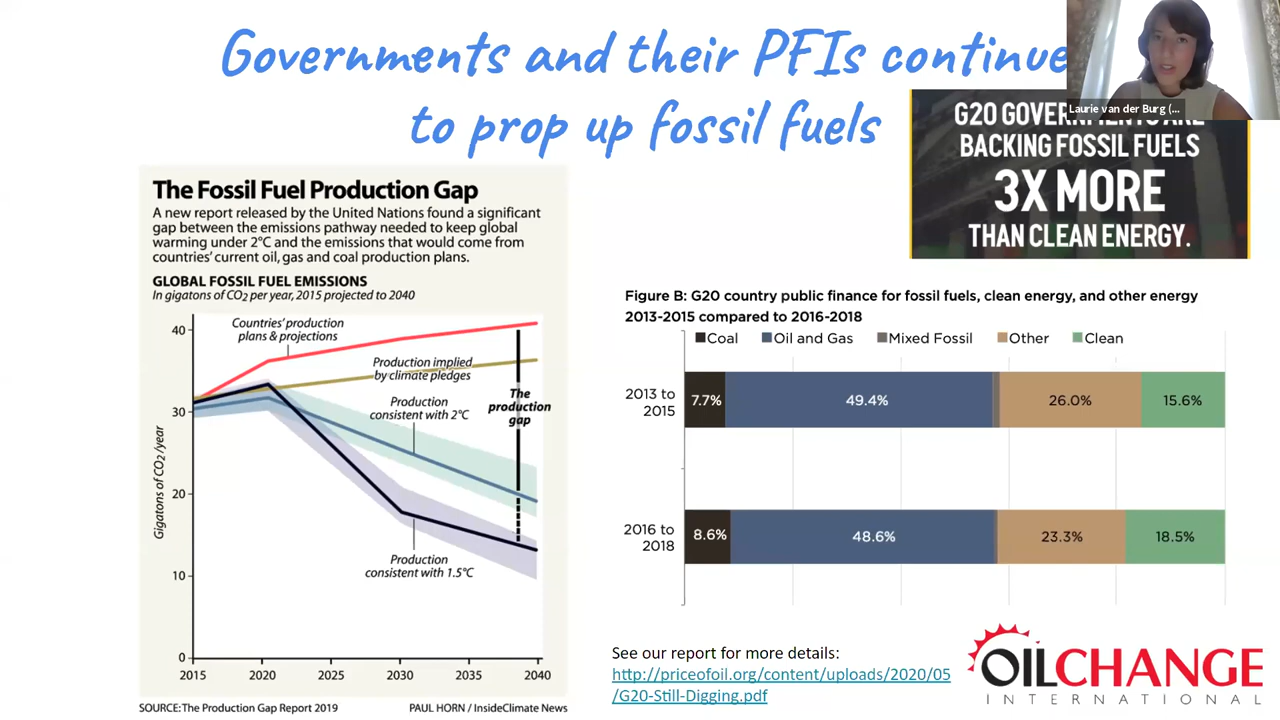 Governments and their PFIs continue
to prop up fossil fuels
Laurie van der Burg (...
G20 GOVERNMENTS ARE
BACKING FOSSIL FUELS
3X MORE
THAN CLEAN ENERGY.
The Fossil Fuel Production Gap
A new report released by the United Nations found a significant
gap between the emissions pathway needed to keep global
warming under 2°C and the emissions that would come from
countries' current oil, gas and coal production plans.
GLOBAL FOSSIL FUEL EMISSIONS
In gigatons of CO2 per year, 2015 projected to 2040
Countries' production
plans & projections
Production implied
by climate pledges
Production
consistent with 2°C
The
production
gap
Production
consistent with 1.5°C
Gigatons of CO2 /year
40
30
20
10
0
2015
2020
2030
2035
2040
SOURCE: The Production Gap Report 2019
PAUL HORN / InsideClimate News
Figure B: G20 country public finance for fossil fuels, clean energy, and other energy
2013-2015 compared to 2016-2018
Coal
Oil and Gas
Mixed Fossil
Other
Clean
2013 to
2015
7.7%
49.4%
26.0%
15.6%
2016 to
2018
8.6%
48.6%
23.3%
18.5%
See our report for more details:
http://priceofoil.org/content/uploads/2020/05
/G20-Still-Digging.pdf
OILCHANGE
INTERNATIONAL